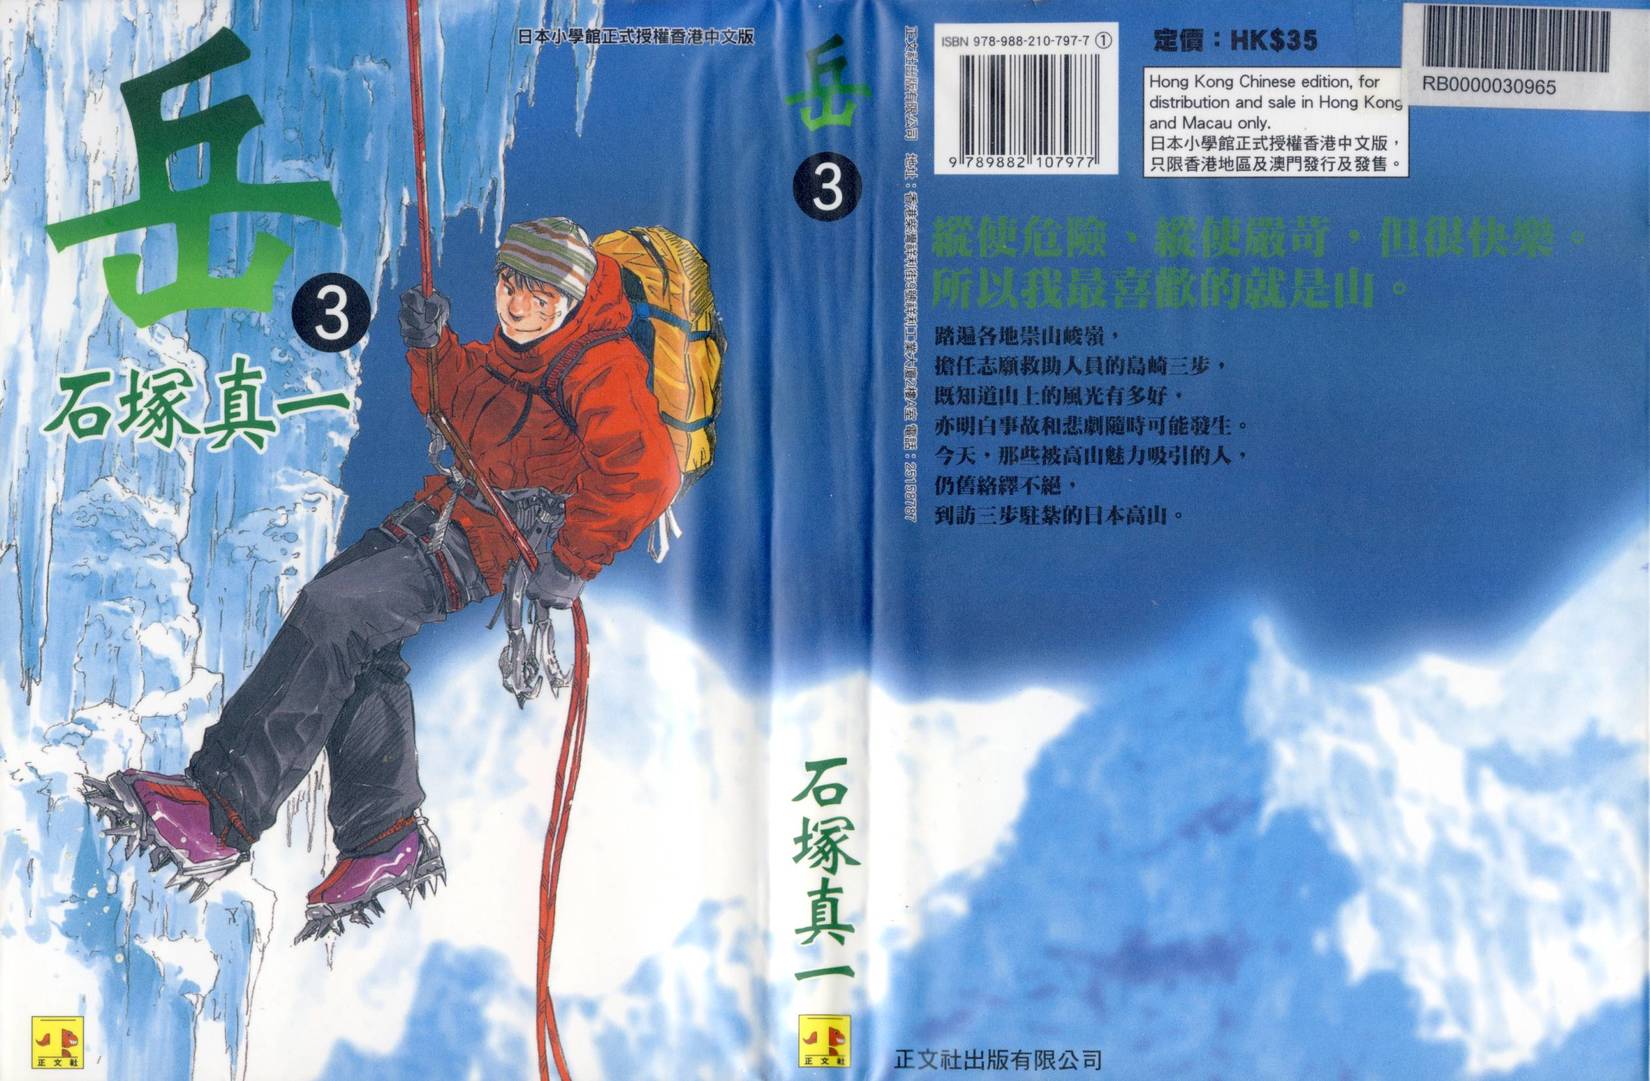 日本小學館正式授權香港中文版
岳
3
石塚真一
正文社
岳
3
石塚真一
正文社
ISBN 978-988-210-797-7 ①
9 789882 107977
定價：HK$35
RB0000030965
Hong Kong Chinese edition, for
distribution and sale in Hong Kong
and Macau only.
日本小學館正式授權香港中文版，
只限香港地區及澳門發行及發售。
縱使危險、縱使嚴苛，但很快樂。
所以我最喜歡的就是山。
踏遍各地崇山峻嶺，
擔任志願救助人員的島崎三步，
既知道山上的風光有多好，
亦明白事故和悲劇隨時可能發生。
今天，那些被高山魅力吸引的人，
仍舊絡繹不絕，
到訪三步駐紮的日本高山。
正文社出版有限公司